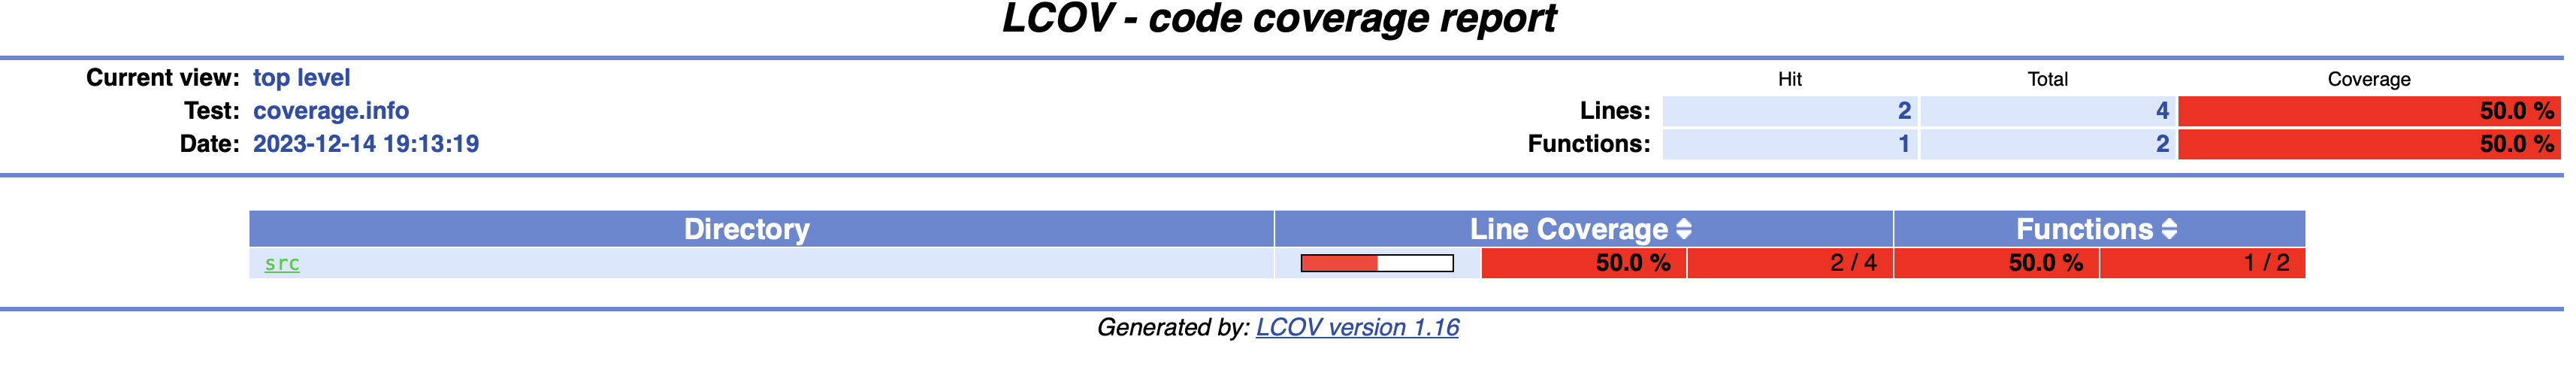 LCOV - code coverage report
Current view: top level
Hit Total Coverage
Test: coverage.info
Lines: 2 4 50.0 %
Date: 2023-12-14 19:13:19
Functions: 1 2 50.0 %
Directory Line Coverage Functions
src 50.0 % 2 / 4 50.0 % 1 / 2
Generated by: LCOV version 1.16